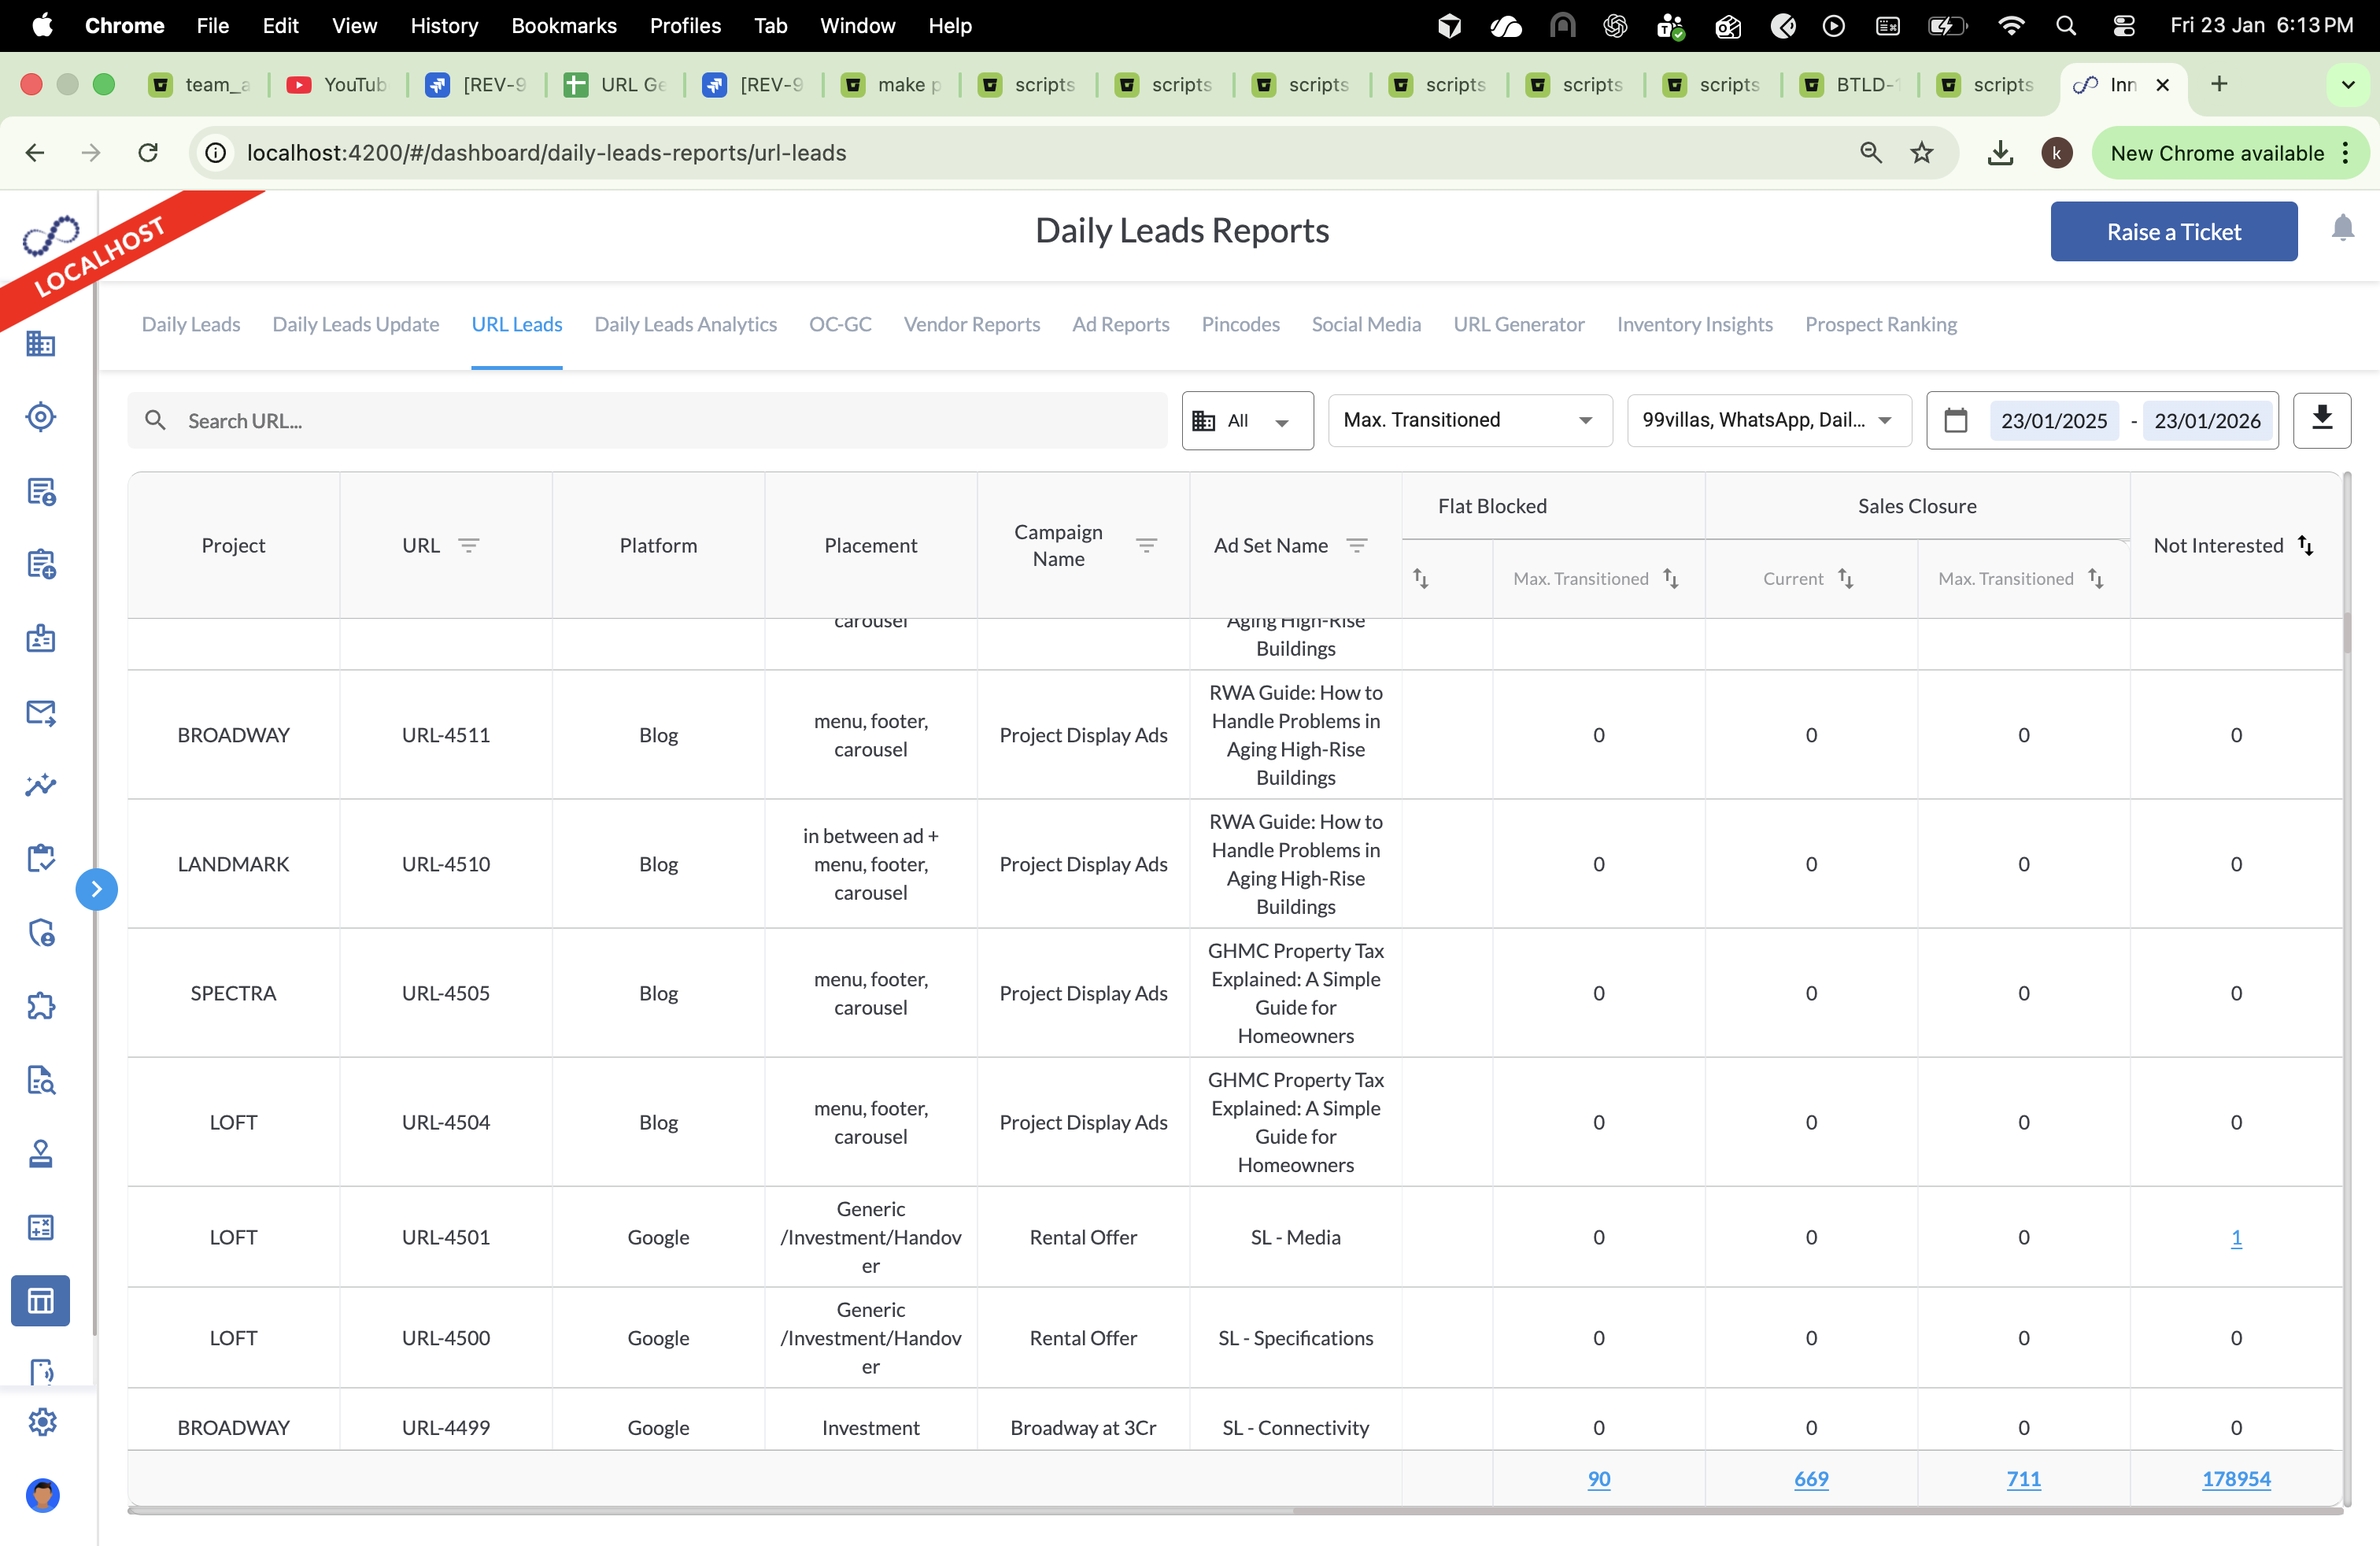 Chrome File Edit View History Bookmarks Profiles Tab Window Help Fri 23 Jan 6:13 PM
team_a YouTub [REV-9 URL Ge [REV-9 make p scripts scripts scripts scripts scripts scripts BTLD-1 scripts Inn
localhost:4200/#/dashboard/daily-leads-reports/url-leads k New Chrome available
LOCALHOST
Daily Leads Reports
Raise a Ticket
Daily Leads Daily Leads Update URL Leads Daily Leads Analytics OC-GC Vendor Reports Ad Reports Pincodes Social Media URL Generator Inventory Insights Prospect Ranking
Search URL... All Max. Transitioned 99villas, WhatsApp, Dail... 23/01/2025 - 23/01/2026
Flat Blocked Sales Closure
Project URL Platform Placement Campaign Name Ad Set Name Not Interested
Max. Transitioned Current Max. Transitioned
carousel Aging High-Rise
Buildings
BROADWAY URL-4511 Blog menu, footer, carousel Project Display Ads RWA Guide: How to Handle Problems in Aging High-Rise Buildings 0 0 0 0
LANDMARK URL-4510 Blog in between ad + menu, footer, carousel Project Display Ads RWA Guide: How to Handle Problems in Aging High-Rise Buildings 0 0 0 0
SPECTRA URL-4505 Blog menu, footer, carousel Project Display Ads GHMC Property Tax Explained: A Simple Guide for Homeowners 0 0 0 0
LOFT URL-4504 Blog menu, footer, carousel Project Display Ads GHMC Property Tax Explained: A Simple Guide for Homeowners 0 0 0 0
LOFT URL-4501 Google Generic /Investment/Handover Rental Offer SL - Media 0 0 0 1
LOFT URL-4500 Google Generic /Investment/Handover Rental Offer SL - Specifications 0 0 0 0
BROADWAY URL-4499 Google Investment Broadway at 3Cr SL - Connectivity 0 0 0 0
90 669 711 178954